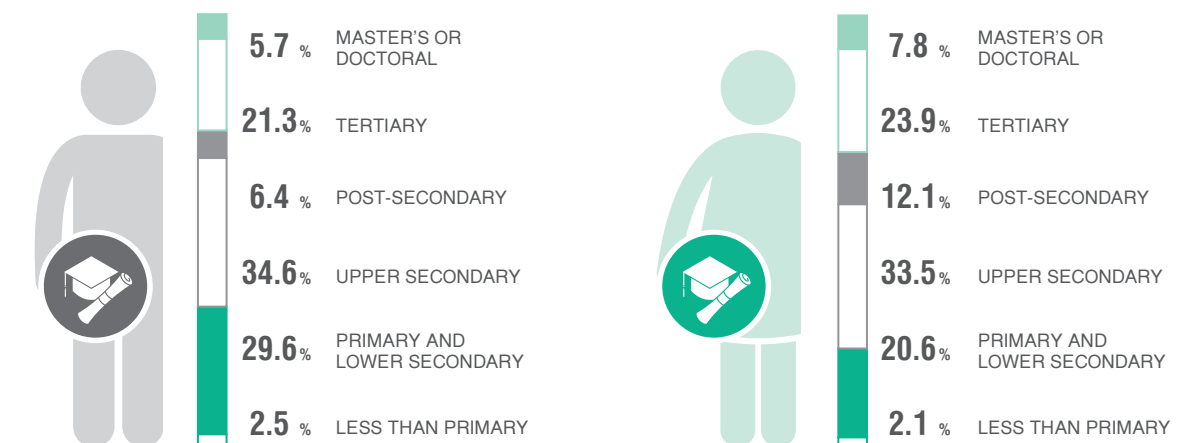 5.7 % MASTER'S OR
DOCTORAL
21.3% TERTIARY
6.4 % POST-SECONDARY
34.6% UPPER SECONDARY
29.6% PRIMARY AND
LOWER SECONDARY
2.5 % LESS THAN PRIMARY
7.8 % MASTER'S OR
DOCTORAL
23.9% TERTIARY
12.1% POST-SECONDARY
33.5% UPPER SECONDARY
20.6% PRIMARY AND
LOWER SECONDARY
2.1 % LESS THAN PRIMARY